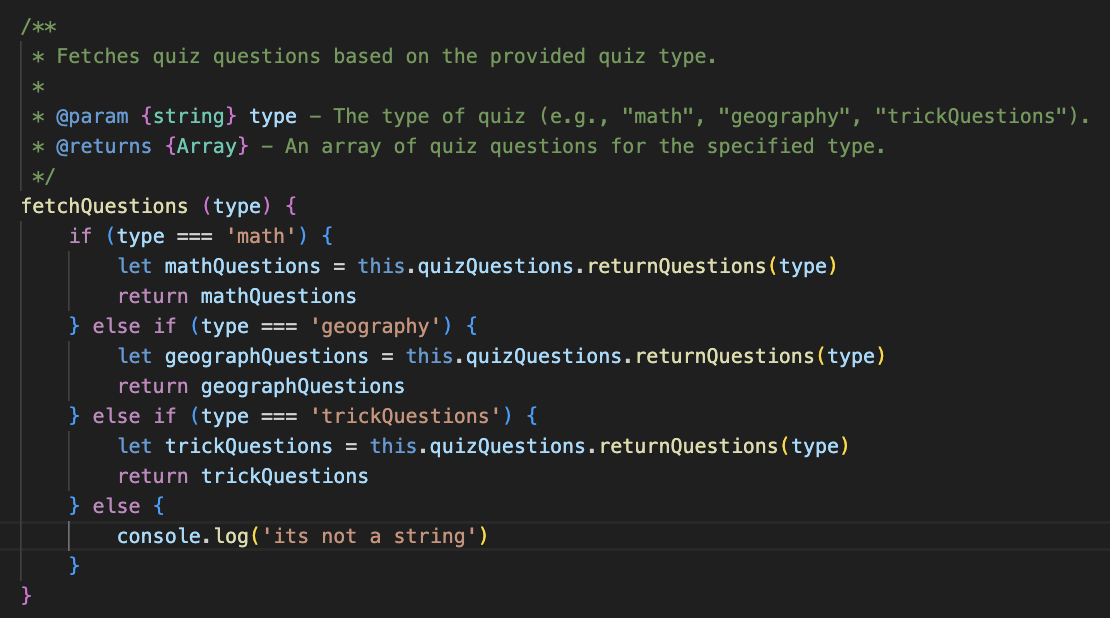 /**
 * Fetches quiz questions based on the provided quiz type.
 *
 * @param {string} type – The type of quiz (e.g., "math", "geography", "trickQuestions").
 * @returns {Array} – An array of quiz questions for the specified type.
 */
fetchQuestions (type) {
    if (type === 'math') {
        let mathQuestions = this.quizQuestions.returnQuestions(type)
        return mathQuestions
    } else if (type === 'geography') {
        let geographQuestions = this.quizQuestions.returnQuestions(type)
        return geographQuestions
    } else if (type === 'trickQuestions') {
        let trickQuestions = this.quizQuestions.returnQuestions(type)
        return trickQuestions
    } else {
        console.log('its not a string')
    }
}